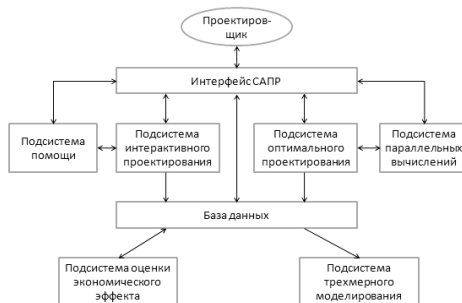 Проектиров-
щик
Интерфейс САПР
Подсистема
помощи
Подсистема
интерактивного
проектирования
Подсистема
оптимального
проектирования
Подсистема
параллельных
вычислений
База данных
Подсистема оценки
экономического
эффекта
Подсистема
трехмерного
моделирования